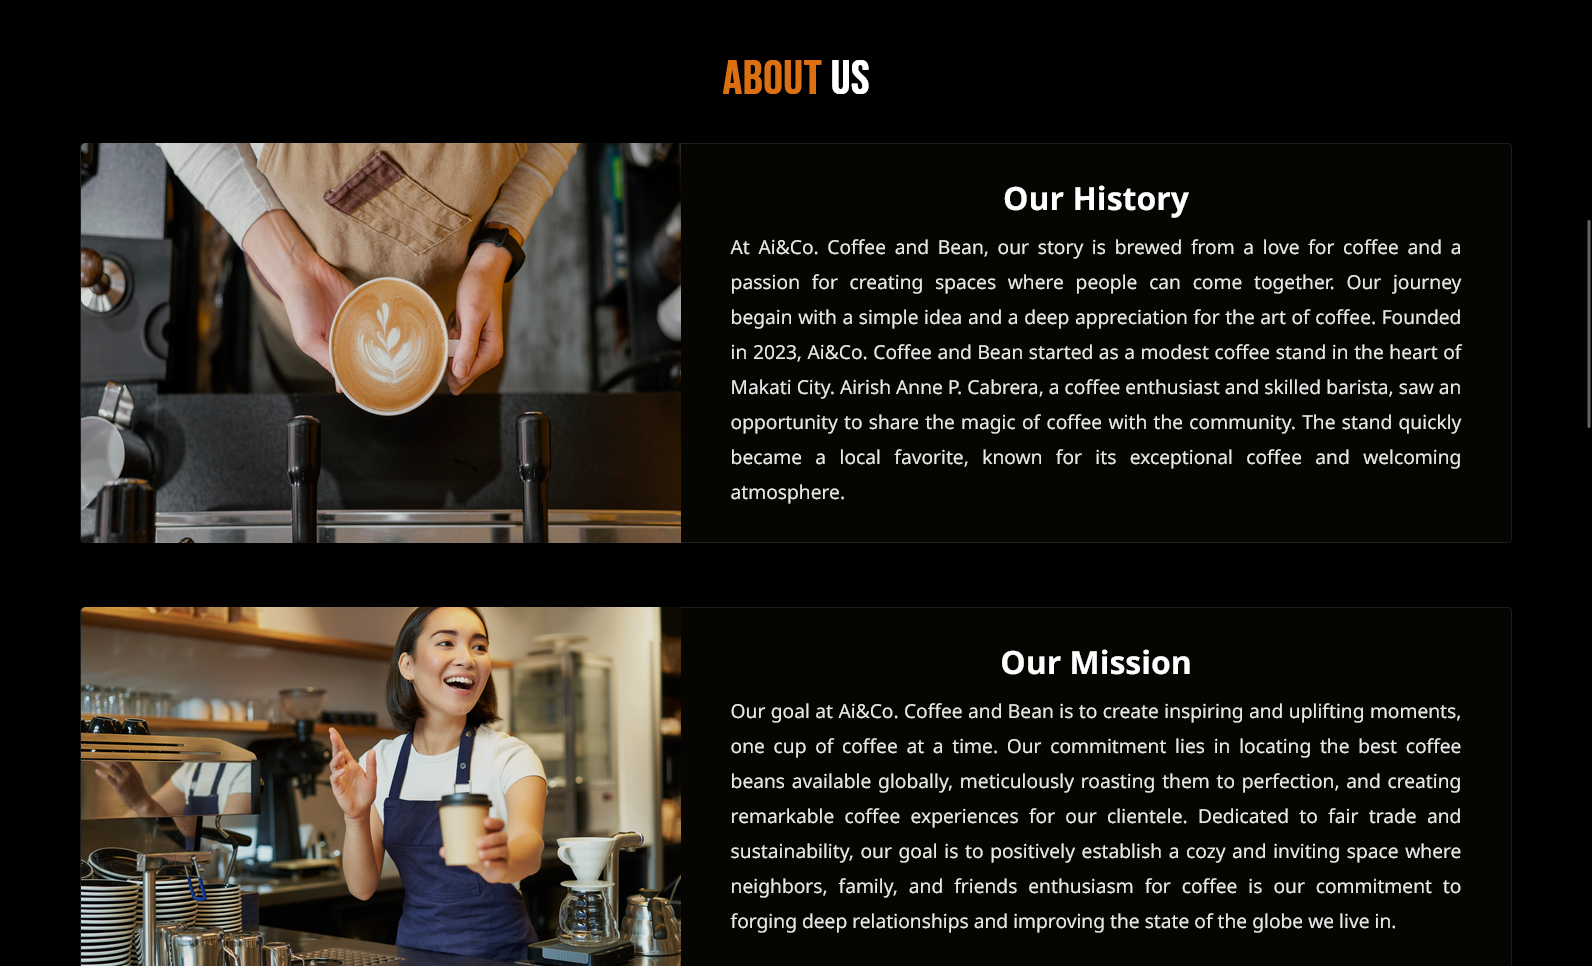 ABOUT US
Our History
At Ai&Co. Coffee and Bean, our story is brewed from a love for coffee and a
passion for creating spaces where people can come together. Our journey
begain with a simple idea and a deep appreciation for the art of coffee. Founded
in 2023, Ai&Co. Coffee and Bean started as a modest coffee stand in the heart of
Makati City. Airish Anne P. Cabrera, a coffee enthusiast and skilled barista, saw an
opportunity to share the magic of coffee with the community. The stand quickly
became a local favorite, known for its exceptional coffee and welcoming
atmosphere.
Our Mission
Our goal at Ai&Co. Coffee and Bean is to create inspiring and uplifting moments,
one cup of coffee at a time. Our commitment lies in locating the best coffee
beans available globally, meticulously roasting them to perfection, and creating
remarkable coffee experiences for our clientele. Dedicated to fair trade and
sustainability, our goal is to positively establish a cozy and inviting space where
neighbors, family, and friends enthusiasm for coffee is our commitment to
forging deep relationships and improving the state of the globe we live in.